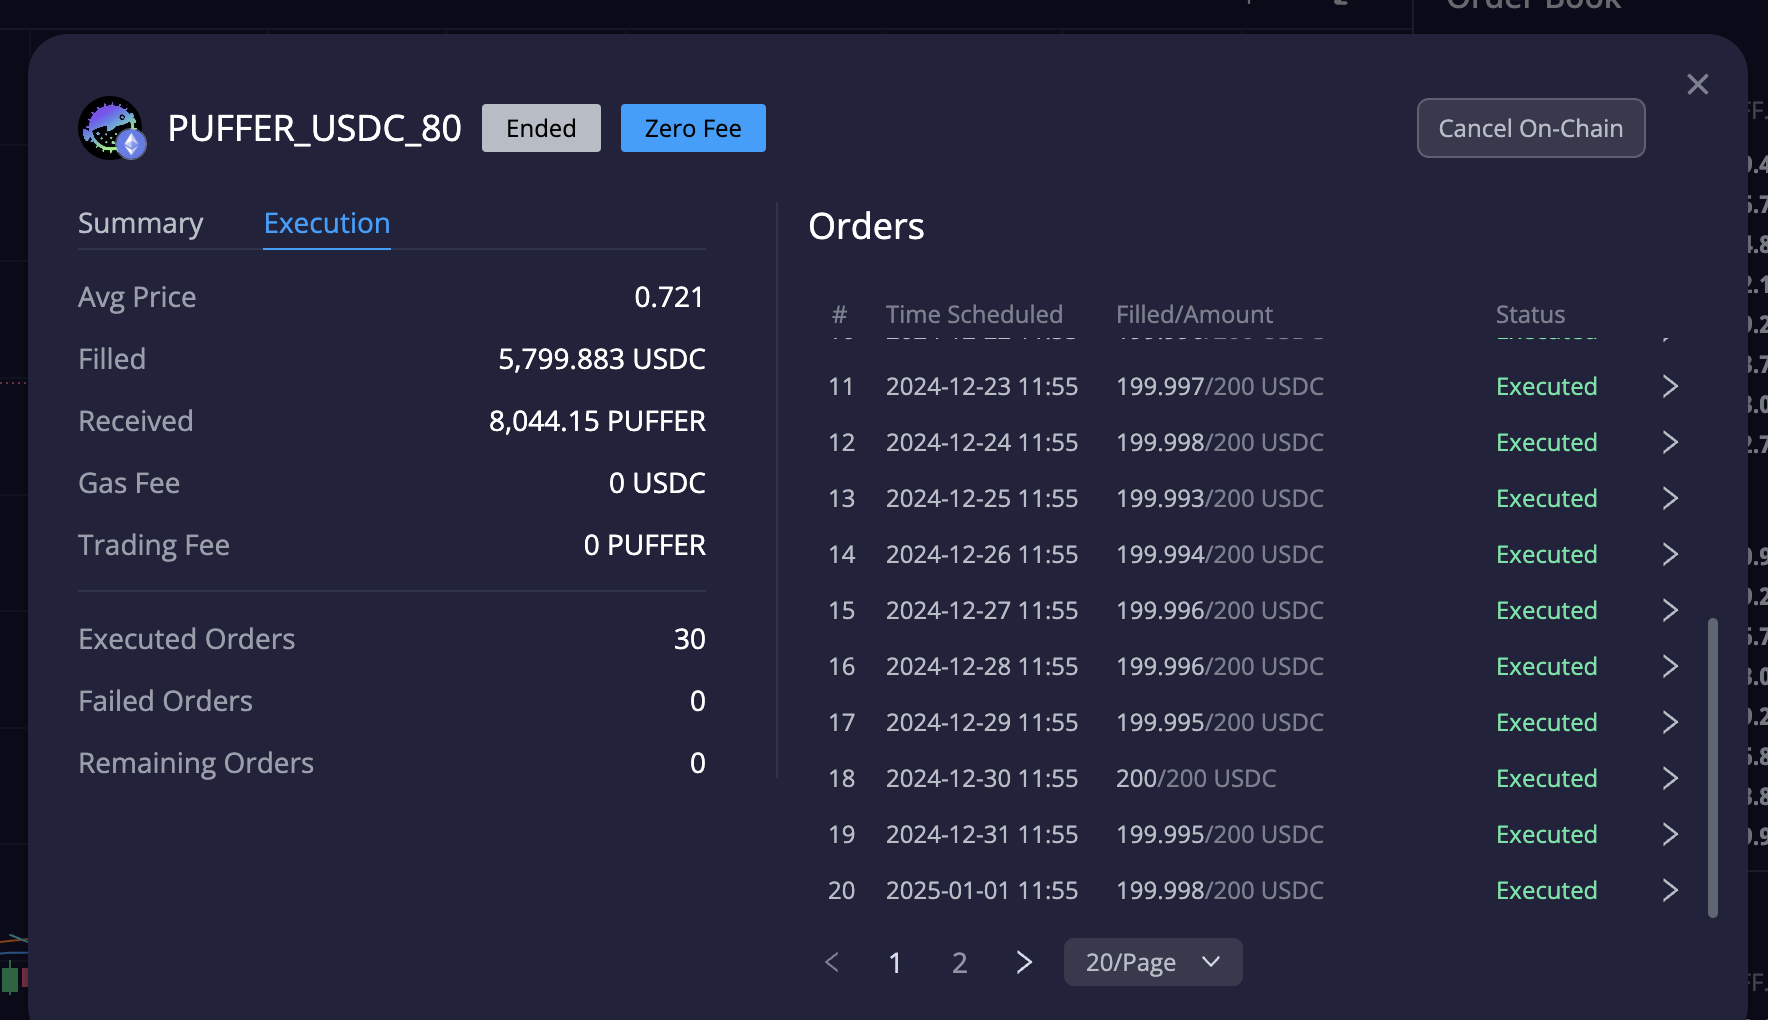 Order Book
PUFFER_USDC_80 Ended Zero Fee Cancel On-Chain
Summary Execution
Avg Price 0.721
Filled 5,799.883 USDC
Received 8,044.15 PUFFER
Gas Fee 0 USDC
Trading Fee 0 PUFFER
Executed Orders 30
Failed Orders 0
Remaining Orders 0
Orders
# Time Scheduled Filled/Amount Status
11 2024-12-23 11:55 199.997/200 USDC Executed
12 2024-12-24 11:55 199.998/200 USDC Executed
13 2024-12-25 11:55 199.993/200 USDC Executed
14 2024-12-26 11:55 199.994/200 USDC Executed
15 2024-12-27 11:55 199.996/200 USDC Executed
16 2024-12-28 11:55 199.996/200 USDC Executed
17 2024-12-29 11:55 199.995/200 USDC Executed
18 2024-12-30 11:55 200/200 USDC Executed
19 2024-12-31 11:55 199.995/200 USDC Executed
20 2025-01-01 11:55 199.998/200 USDC Executed
1 2 20/Page